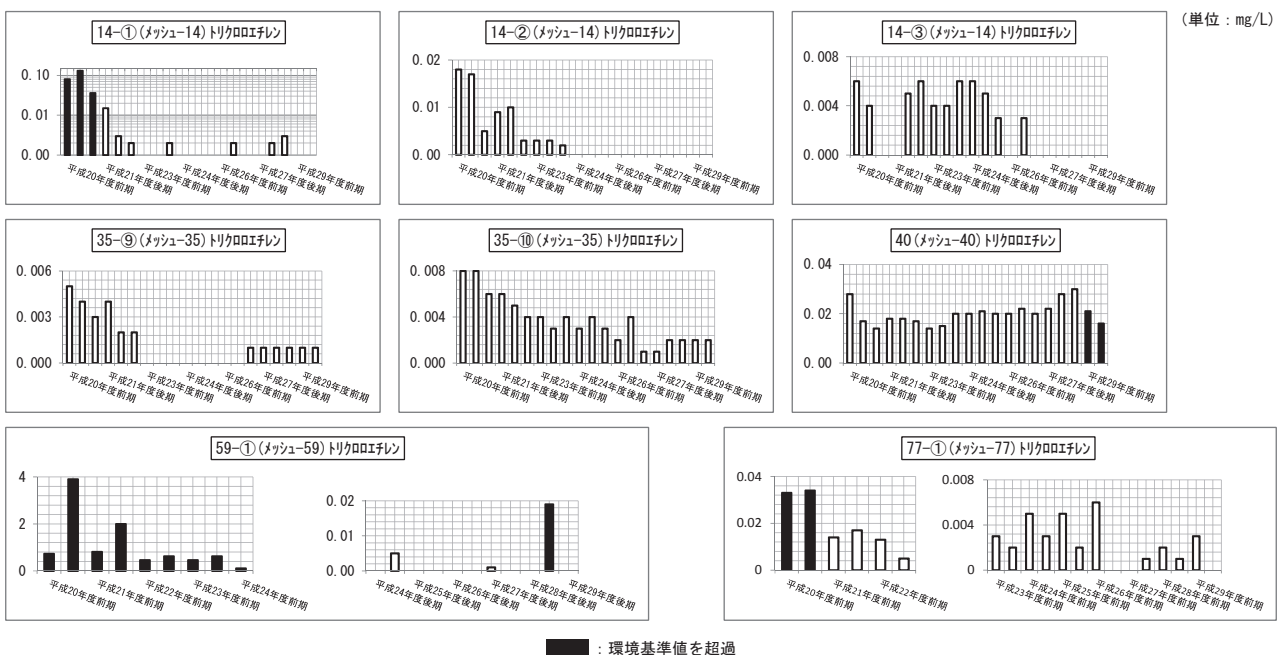 (単位：mg/L)
14-①(メッシュ-14)トリクロロエチレン
0.10
0.01
0.00
平成20年度前期
平成21年度後期
平成23年度前期
平成24年度後期
平成26年度前期
平成27年度後期
平成29年度前期
14-②(メッシュ-14)トリクロロエチレン
0.02
0.01
0.00
平成20年度前期
平成21年度後期
平成23年度前期
平成24年度後期
平成26年度前期
平成27年度後期
平成29年度前期
14-③(メッシュ-14)トリクロロエチレン
0.008
0.004
0.000
平成20年度前期
平成21年度後期
平成23年度前期
平成24年度後期
平成26年度前期
平成27年度後期
平成29年度前期
35-⑨(メッシュ-35)トリクロロエチレン
0.006
0.003
0.000
平成20年度前期
平成21年度後期
平成23年度前期
平成24年度後期
平成26年度前期
平成27年度後期
平成29年度前期
35-⑩(メッシュ-35)トリクロロエチレン
0.008
0.004
0.000
平成20年度前期
平成21年度後期
平成23年度前期
平成24年度後期
平成26年度前期
平成27年度後期
平成29年度前期
40(メッシュ-40)トリクロロエチレン
0.04
0.02
0.00
平成20年度前期
平成21年度後期
平成23年度前期
平成24年度後期
平成26年度前期
平成27年度後期
平成29年度前期
59-①(メッシュ-59)トリクロロエチレン
4
2
0
平成20年度前期
平成21年度前期
平成22年度前期
平成23年度前期
平成24年度前期
0.02
0.01
0.00
平成24年度後期
平成25年度後期
平成26年度後期
平成27年度後期
平成28年度後期
平成29年度後期
77-①(メッシュ-77)トリクロロエチレン
0.04
0.02
0
平成20年度前期
平成21年度前期
平成22年度前期
0.008
0.004
0
平成23年度前期
平成24年度前期
平成25年度前期
平成26年度前期
平成27年度前期
平成28年度前期
平成29年度前期
：環境基準値を超過